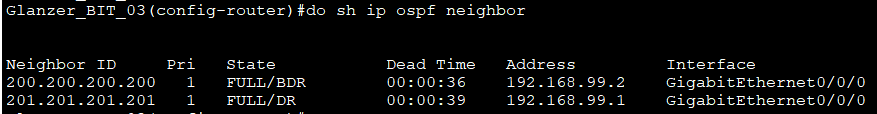 Glanzer_BIT_03(config-router)#do sh ip ospf neighbor
Neighbor ID     Pri   State           Dead Time   Address         Interface
200.200.200.200   1   FULL/BDR        00:00:36    192.168.99.2    GigabitEthernet0/0/0
201.201.201.201   1   FULL/DR         00:00:39    192.168.99.1    GigabitEthernet0/0/0